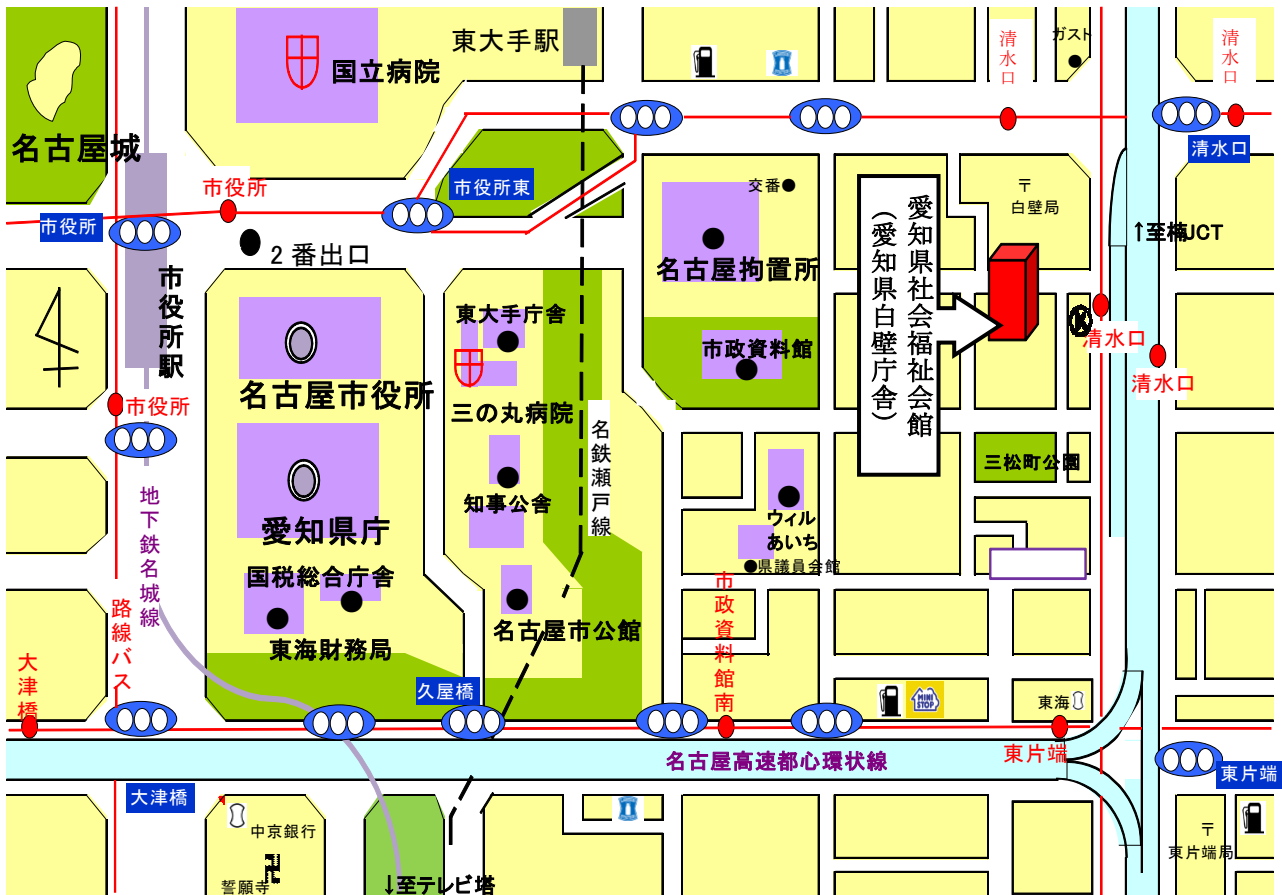 東大手駅
国立病院
清水口
ガスト
清水口
名古屋城
清水口
市役所
市役所東
交番
〒
白壁局
市役所
2番出口
↑至楠JCT
市役所駅
名古屋拘置所
愛知県社会福祉会館
（愛知県白壁庁舎）
東大手庁舎
清水口
市政資料館
清水口
名古屋市役所
市役所
三の丸病院
名鉄瀬戸線
三松町公園
地下鉄名城線
知事公舎
ウィル
あいち
愛知県庁
県議員会館
国税総合庁舎
市政資料館南
路線バス
名古屋市公館
東海財務局
大津橋
久屋橋
MINI
STOP
東海
名古屋高速都心環状線
東片端
東片端
大津橋
中京銀行
〒
東片端局
誓願寺
↓至テレビ塔